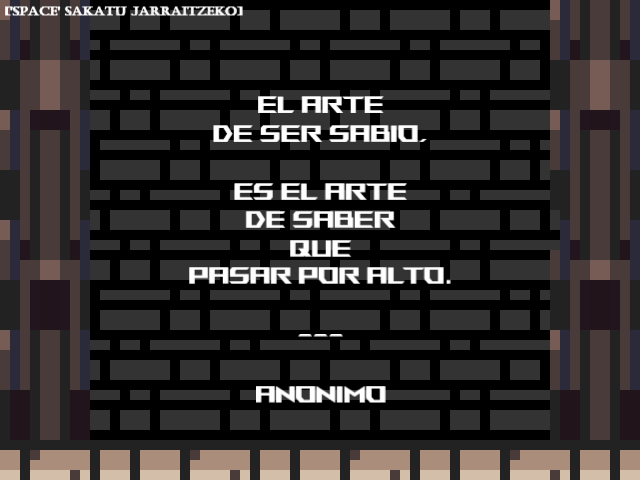 ['SPACE' SAKATU JARRAITZEKO]
EL ARTE
DE SER SABIO,
ES EL ARTE
DE SABER
QUE
PASAR POR ALTO.
---
ANONIMO